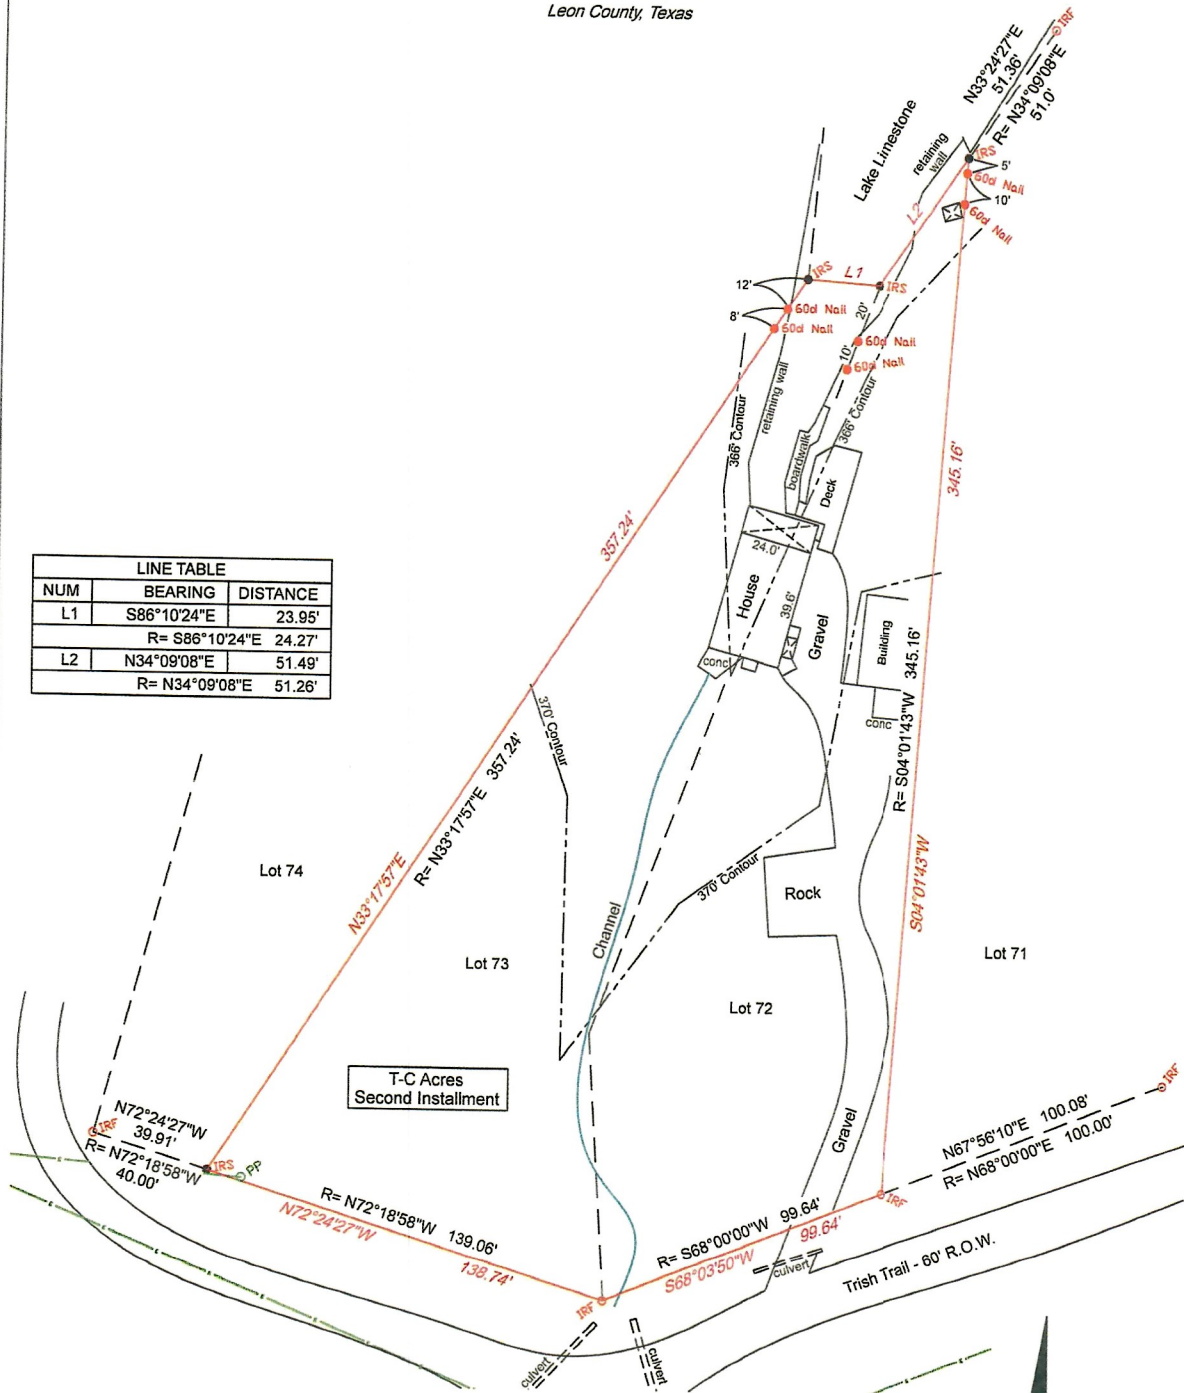 Leon County, Texas
IRF
N33°24'27"E
51.36'
R= N34°09'08"E
51.0'
Lake Limestone
retaining
wall
IRS
5'
60d Nail
10'
60d Nail
L2
IRS
L1
IRS
12'
8'
60d Nail
60d Nail
20'
60d Nail
10'
60d Nail
366' Contour
retaining wall
366' Contour
boardwalk
Deck
345.16'
357.24'
24.0'
House
39.6'
Gravel
Building
conc
conc
LINE TABLE
NUM BEARING DISTANCE
L1 S86°10'24"E 23.95'
R= S86°10'24"E 24.27'
L2 N34°09'08"E 51.49'
R= N34°09'08"E 51.26'
370' Contour
R= S04°01'43"W 345.16'
R= N33°17'57"E 357.24'
N33°17'57"E
Lot 74
370' Contour
Rock
S04°01'43"W
Channel
Lot 73
Lot 72
Lot 71
T-C Acres
Second Installment
IRF
N72°24'27"W
39.91'
R= N72°18'58"W
40.00'
IRS
PP
Gravel
IRF
N67°56'10"E 100.08'
R= N68°00'00"E 100.00'
IRF
R= N72°18'58"W 139.06'
N72°24'27"W
138.74'
R= S68°00'00"W 99.64'
S68°03'50"W
99.64'
IRF
culvert
culvert
culvert
Trish Trail - 60' R.O.W.